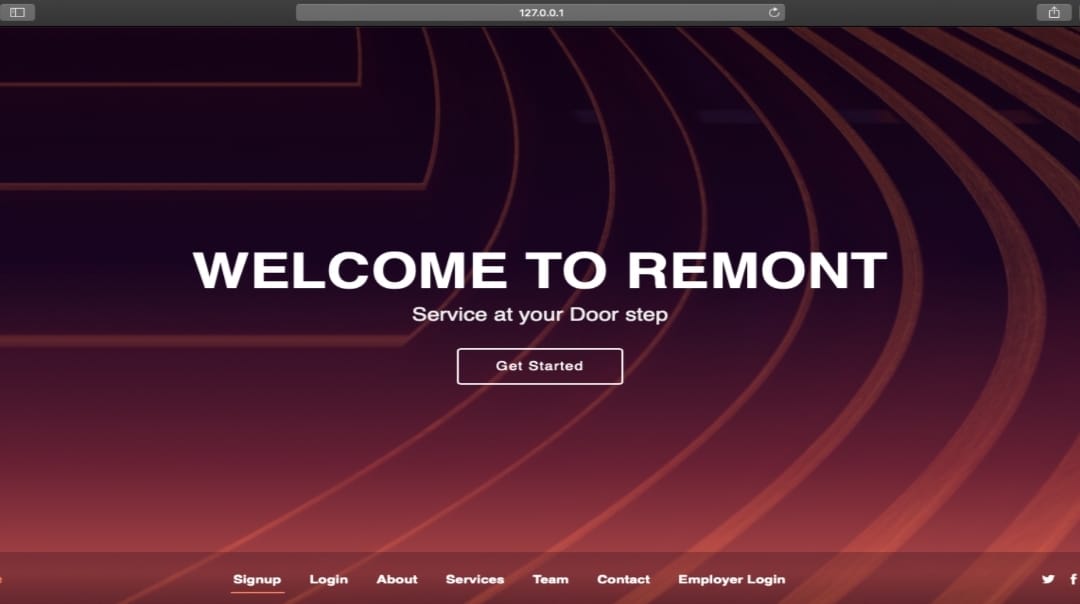 127.0.0.1
WELCOME TO REMONT
Service at your Door step
Get Started
Signup Login About Services Team Contact Employer Login